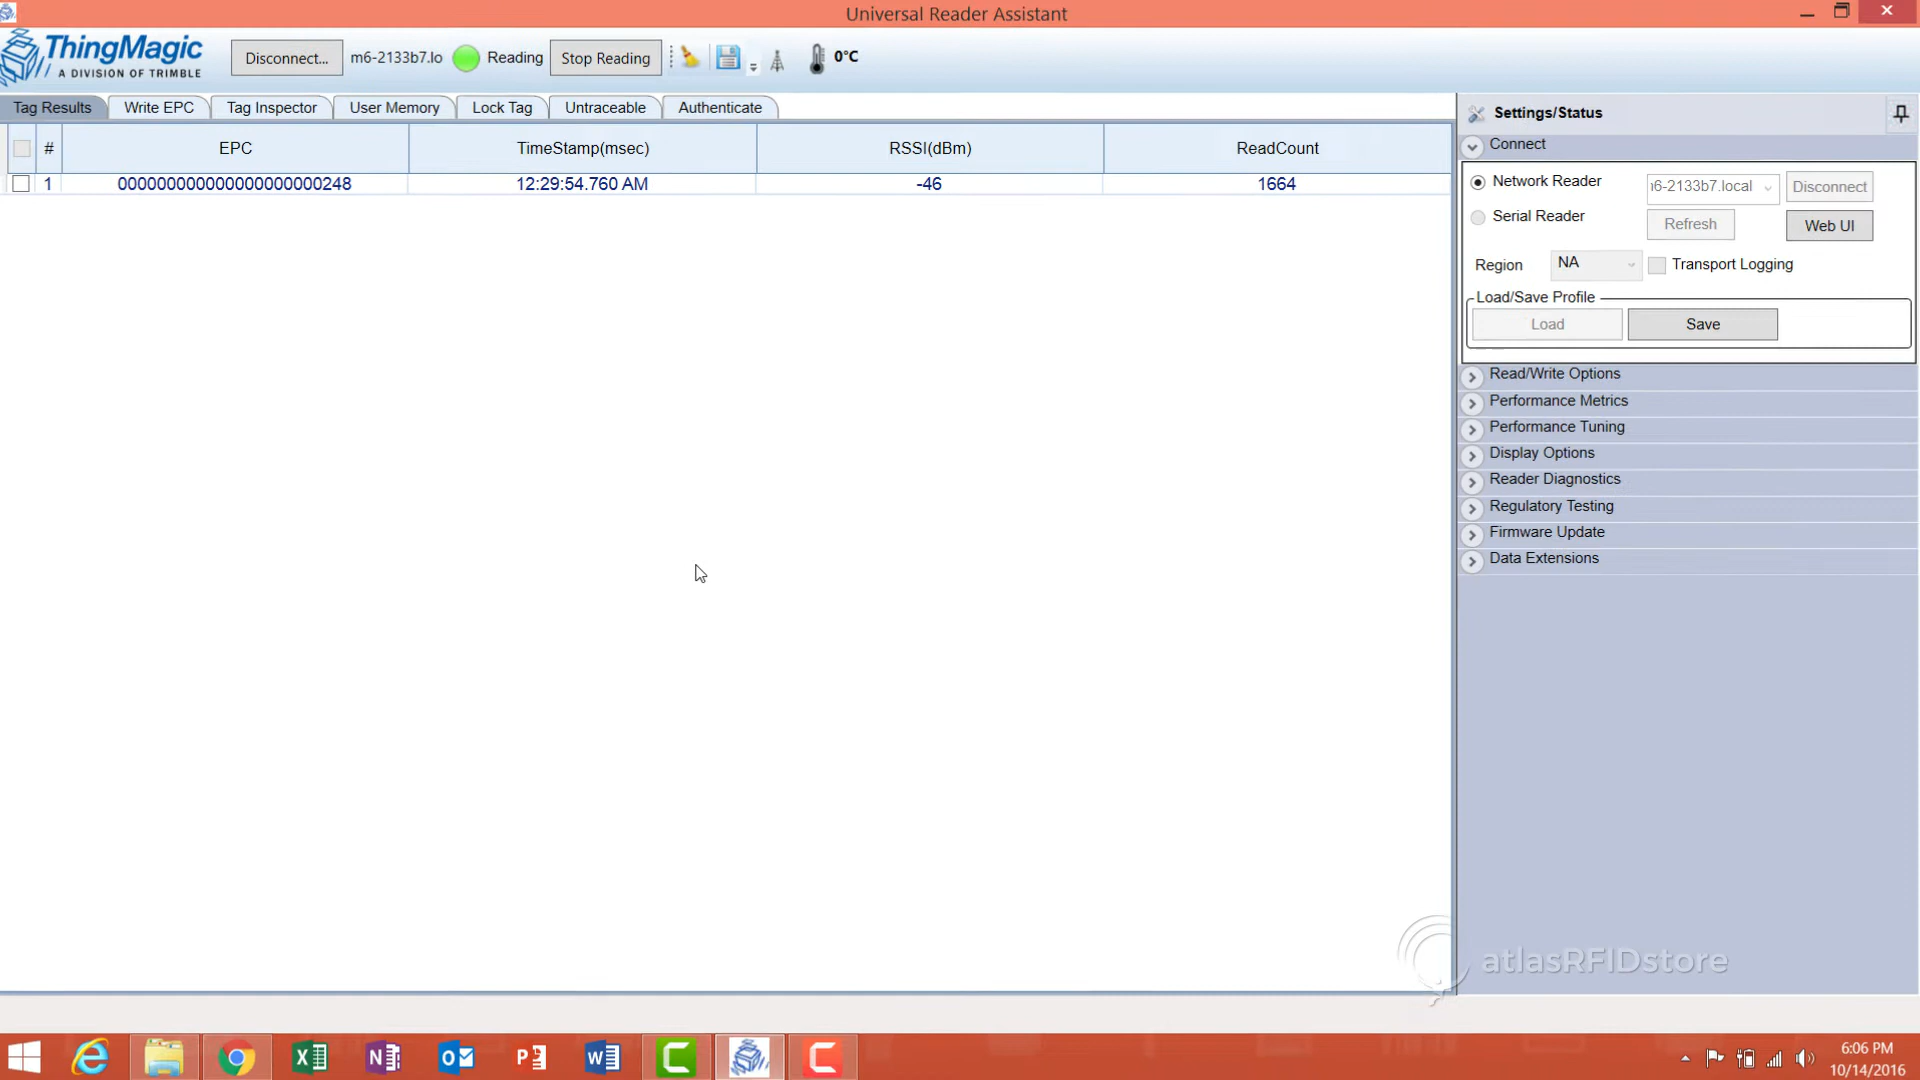 Universal Reader Assistant
ThingMagic
A DIVISION OF TRIMBLE
Disconnect... m6-2133b7.lo Reading Stop Reading 0°C
Tag Results Write EPC Tag Inspector User Memory Lock Tag Untraceable Authenticate
# EPC TimeStamp(msec) RSSI(dBm) ReadCount
1 000000000000000000000248 12:29:54.760 AM -46 1664
Settings/Status
Connect
Network Reader m6-2133b7.local Disconnect
Serial Reader Refresh Web UI
Region NA Transport Logging
Load/Save Profile
Load Save
Read/Write Options
Performance Metrics
Performance Tuning
Display Options
Reader Diagnostics
Regulatory Testing
Firmware Update
Data Extensions
atlasRFIDstore
6:06 PM
10/14/2016